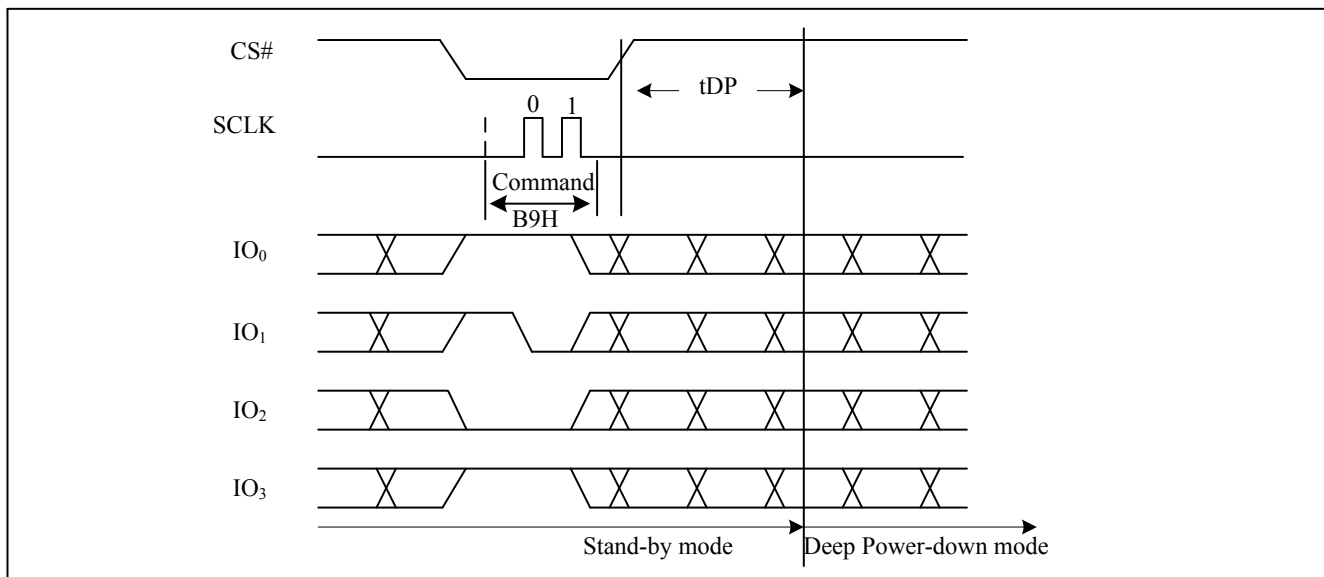 CS#
tDP
SCLK
0 1
Command
B9H
IO₀
IO₁
IO₂
IO₃
Stand-by mode Deep Power-down mode